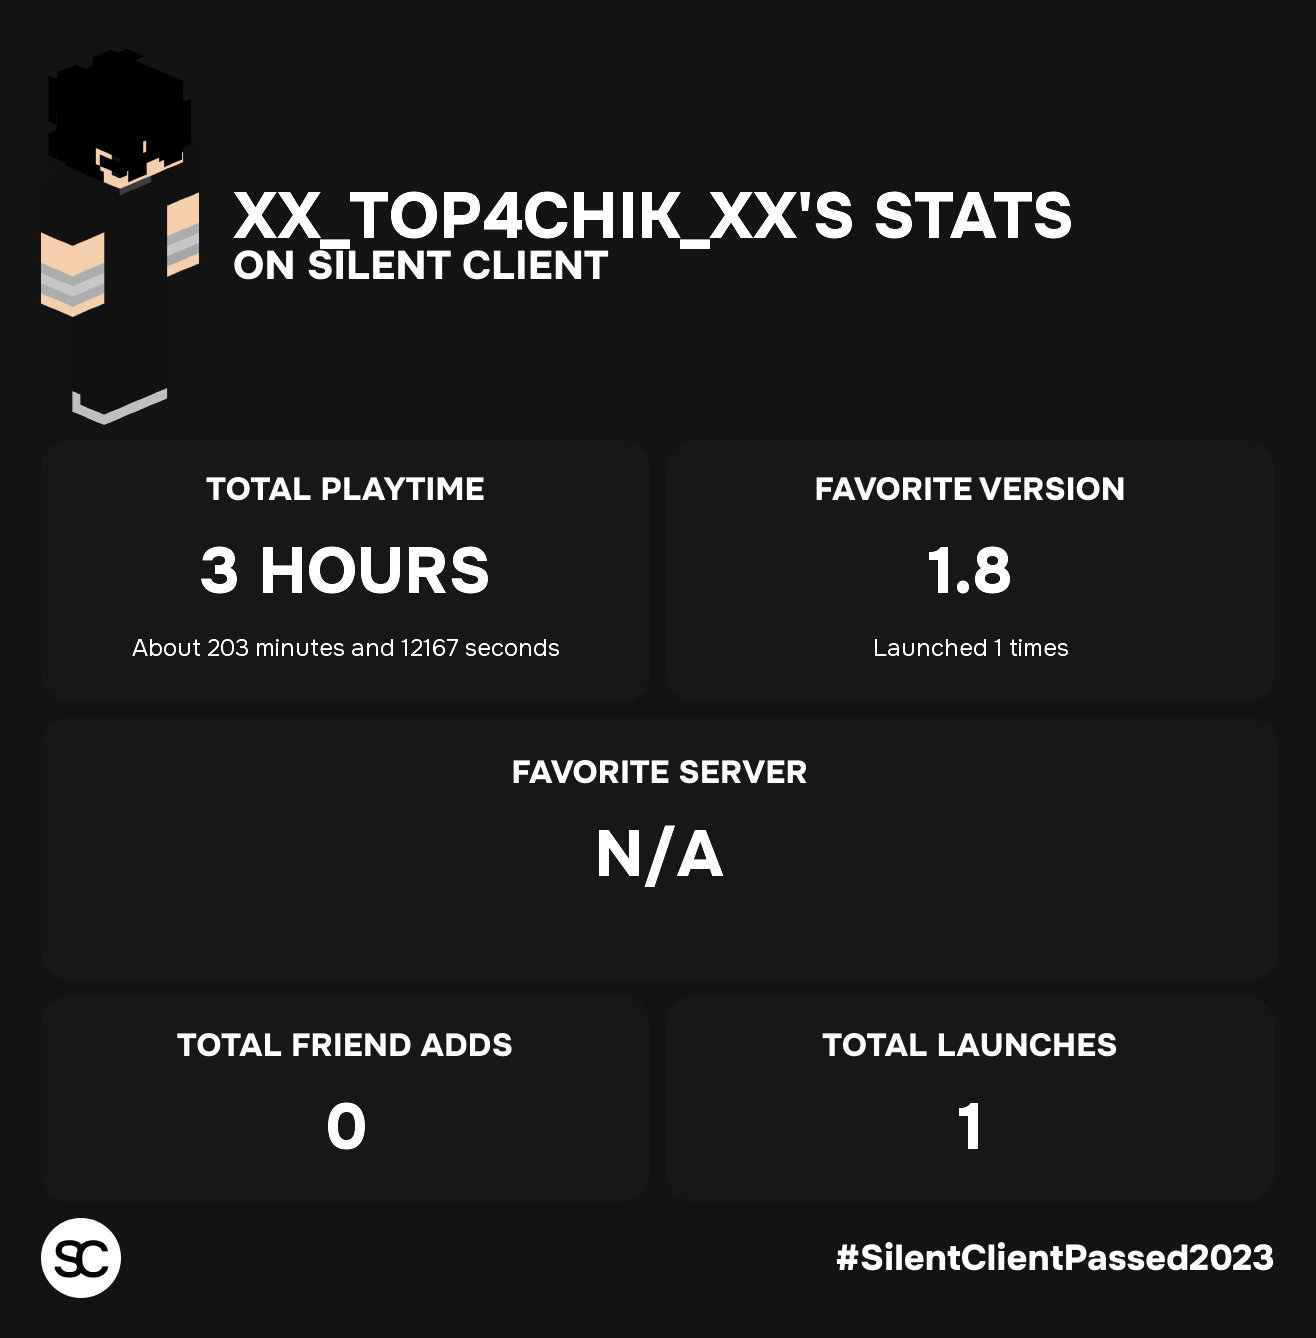 XX_TOP4CHIK_XX'S STATS
ON SILENT CLIENT
TOTAL PLAYTIME
3 HOURS
About 203 minutes and 12167 seconds
FAVORITE VERSION
1.8
Launched 1 times
FAVORITE SERVER
N/A
TOTAL FRIEND ADDS
0
TOTAL LAUNCHES
1
SC
#SilentClientPassed2023